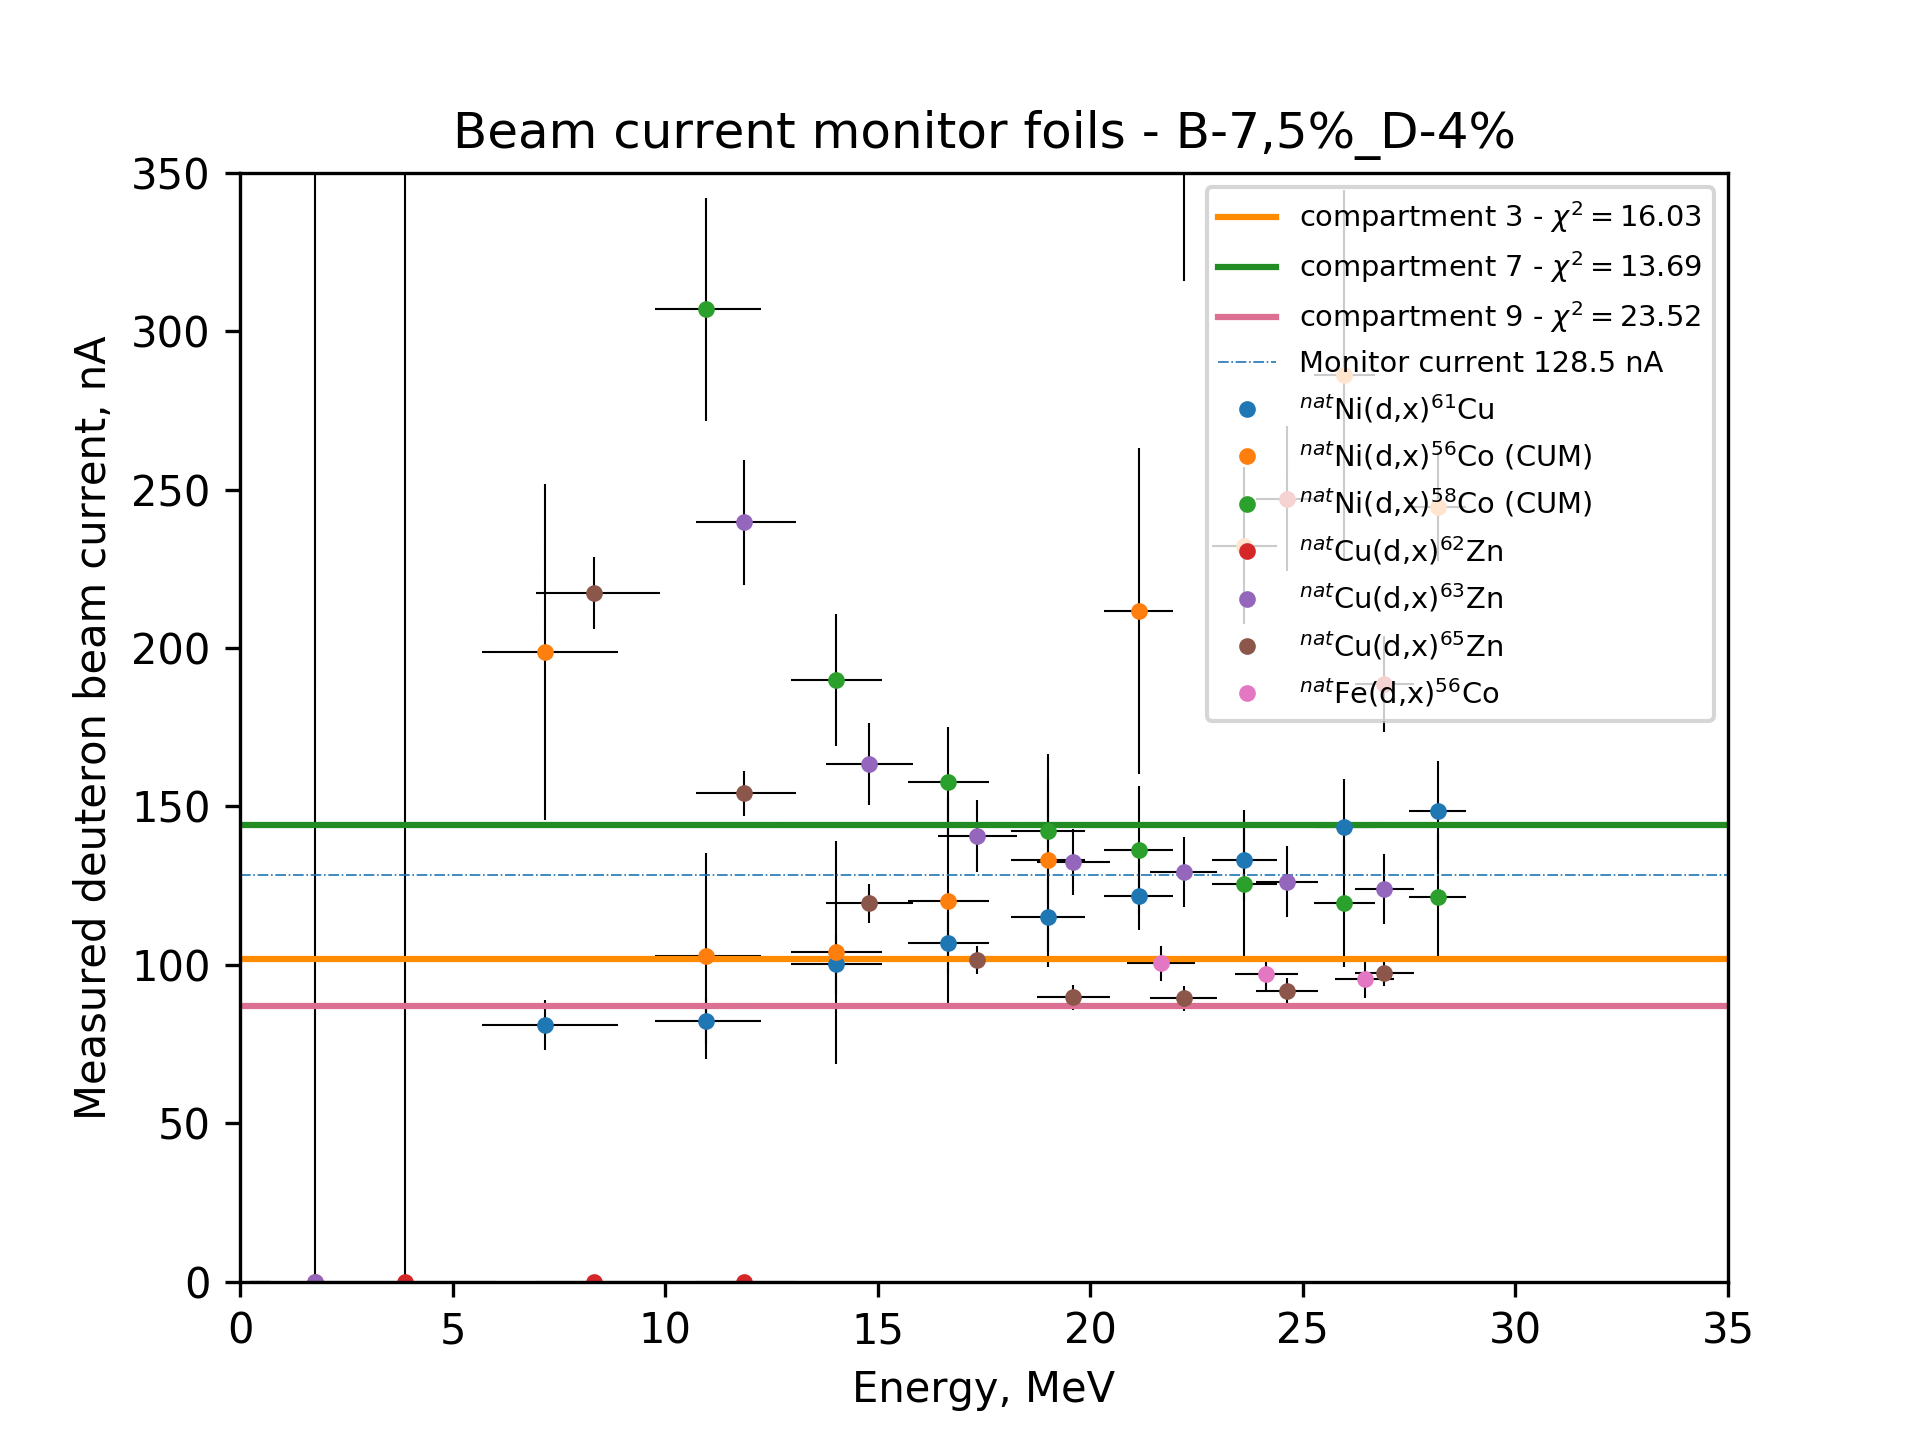 Beam current monitor foils - B-7,5%_D-4%
350
300
250
200
150
100
50
0
Measured deuteron beam current, nA
compartment 3 - χ² = 16.03
compartment 7 - χ² = 13.69
compartment 9 - χ² = 23.52
Monitor current 128.5 nA
ⁿᵃᵗNi(d,x)⁶¹Cu
ⁿᵃᵗNi(d,x)⁵⁶Co (CUM)
ⁿᵃᵗNi(d,x)⁵⁸Co (CUM)
ⁿᵃᵗCu(d,x)⁶²Zn
ⁿᵃᵗCu(d,x)⁶³Zn
ⁿᵃᵗCu(d,x)⁶⁵Zn
ⁿᵃᵗFe(d,x)⁵⁶Co
0 5 10 15 20 25 30 35
Energy, MeV